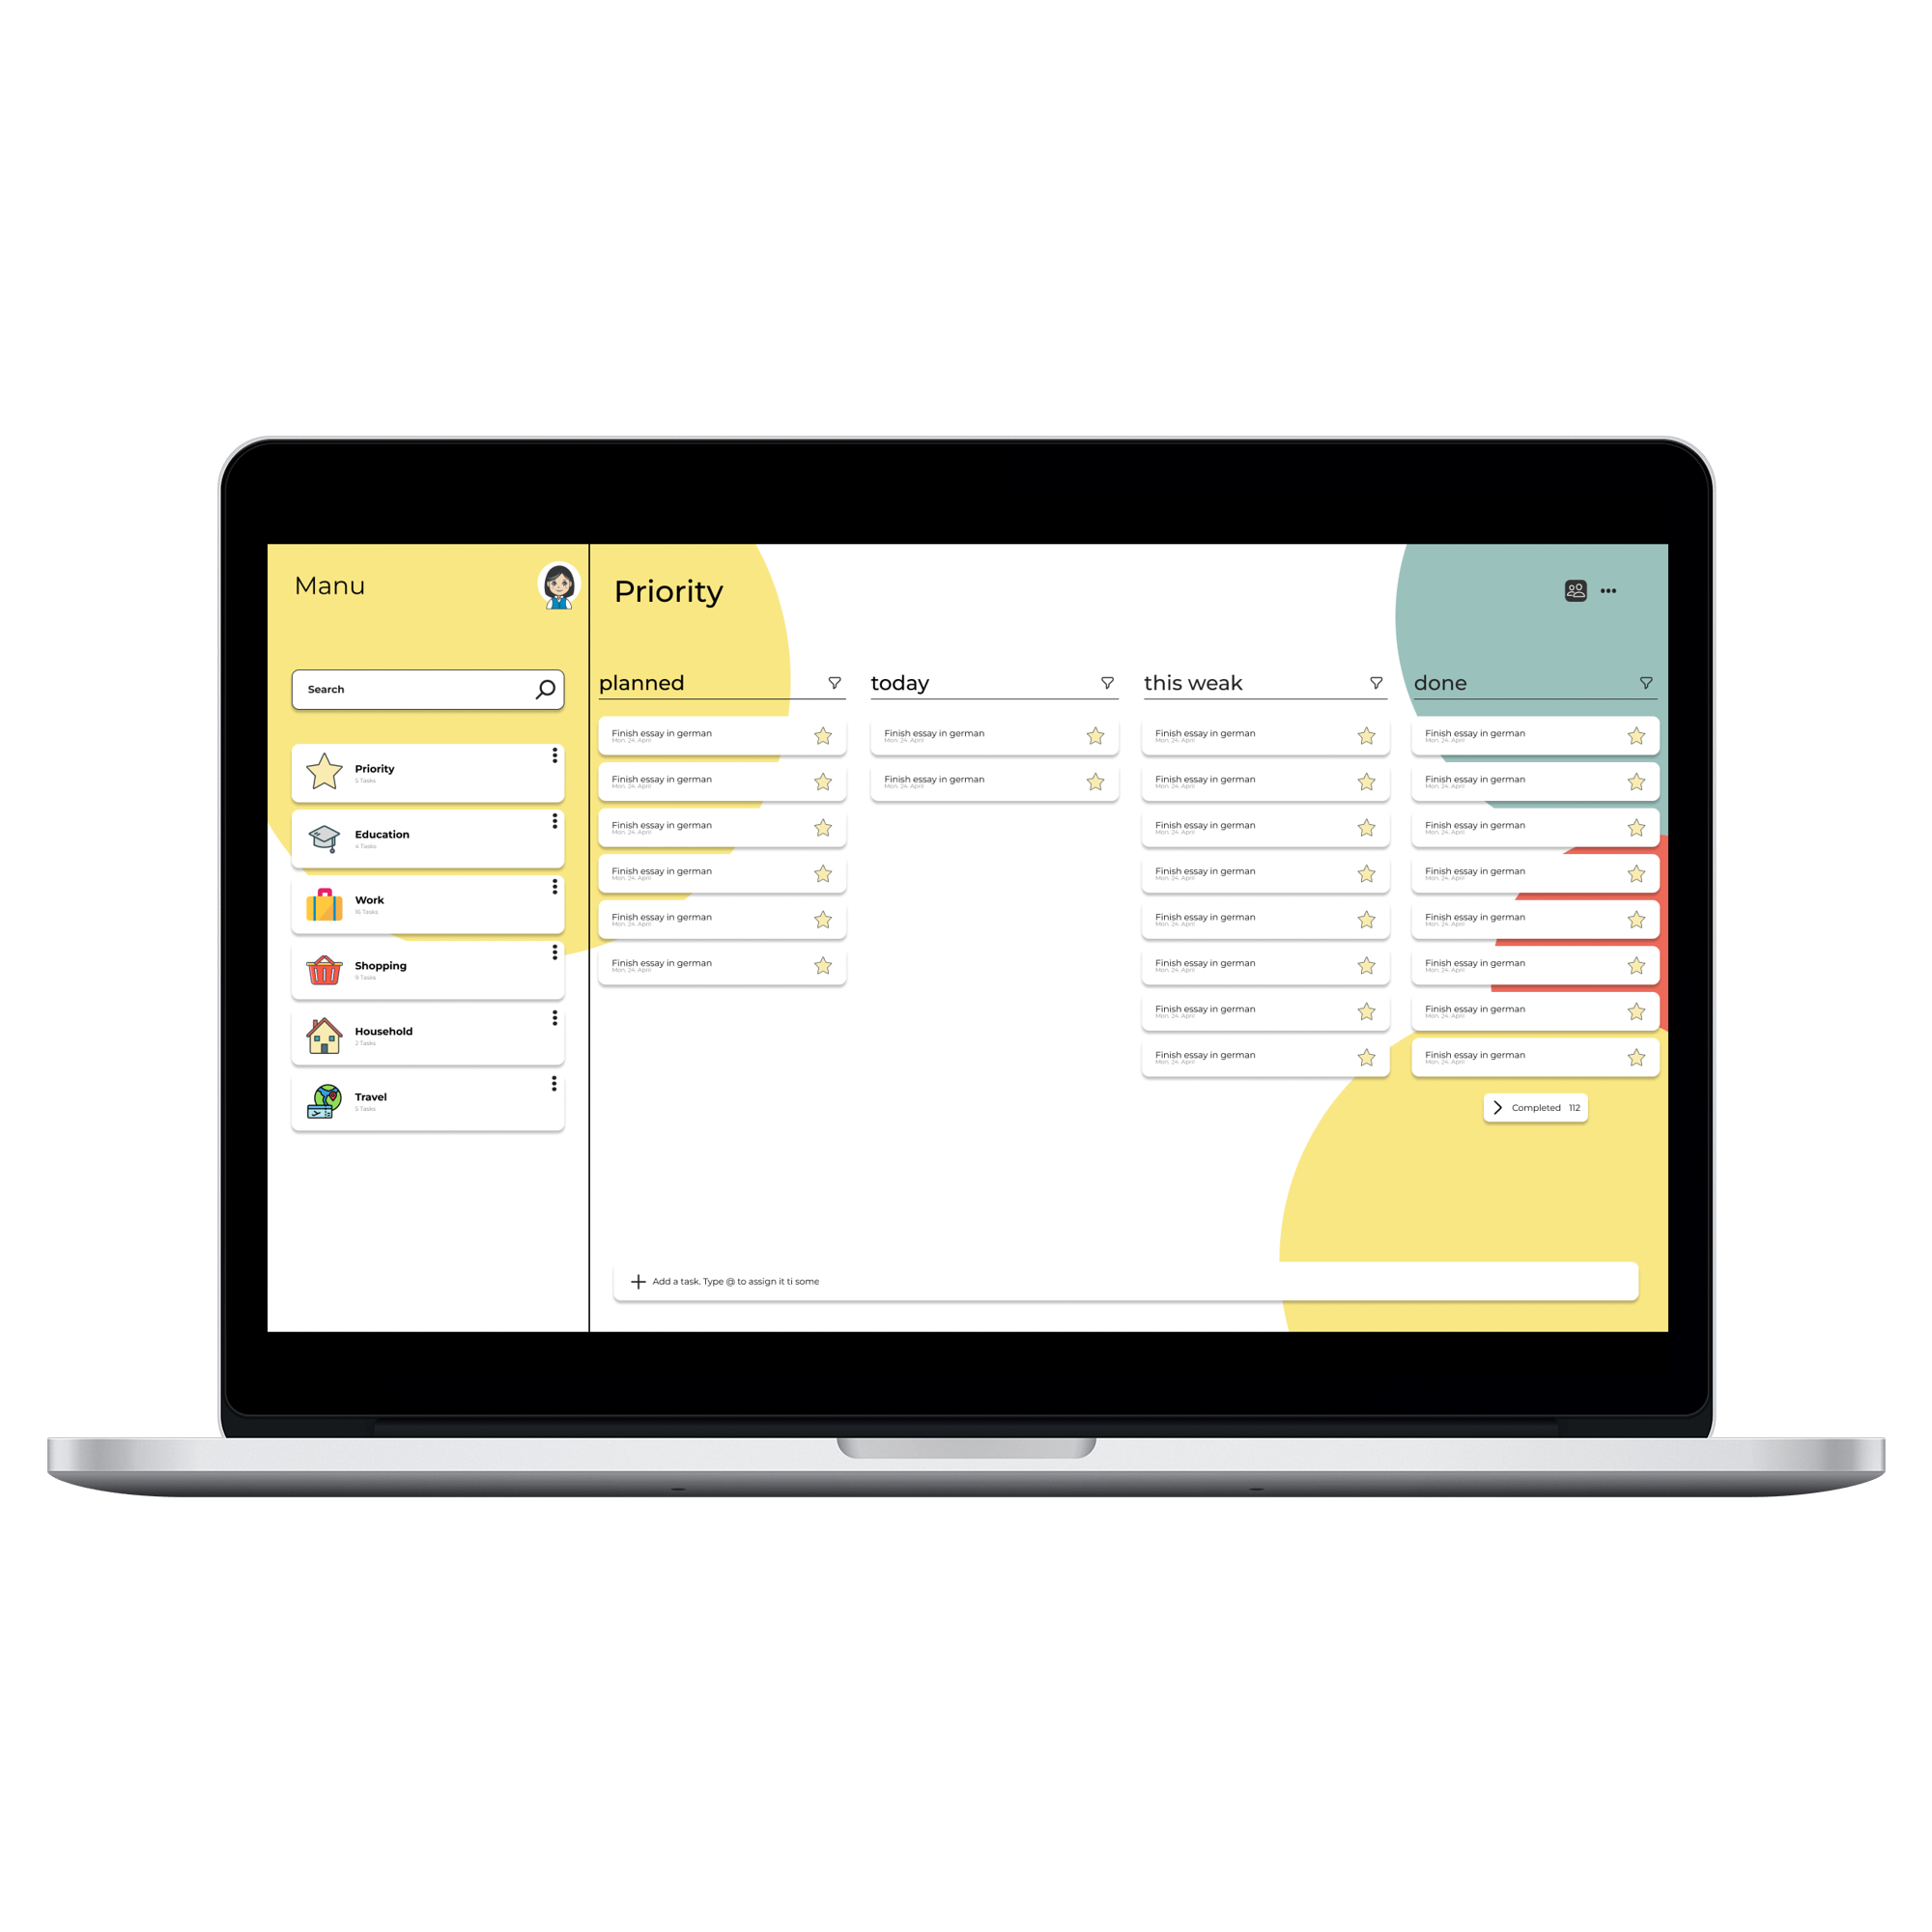 Manu
Search
Priority
5 Tasks
Education
4 Tasks
Work
16 Tasks
Shopping
9 Tasks
Household
2 Tasks
Travel
5 Tasks
Priority
planned
Finish essay in german
Mon. 24. April
Finish essay in german
Mon. 24. April
Finish essay in german
Mon. 24. April
Finish essay in german
Mon. 24. April
Finish essay in german
Mon. 24. April
Finish essay in german
Mon. 24. April
today
Finish essay in german
Mon. 24. April
Finish essay in german
Mon. 24. April
this weak
Finish essay in german
Mon. 24. April
Finish essay in german
Mon. 24. April
Finish essay in german
Mon. 24. April
Finish essay in german
Mon. 24. April
Finish essay in german
Mon. 24. April
Finish essay in german
Mon. 24. April
Finish essay in german
Mon. 24. April
Finish essay in german
Mon. 24. April
done
Finish essay in german
Mon. 24. April
Finish essay in german
Mon. 24. April
Finish essay in german
Mon. 24. April
Finish essay in german
Mon. 24. April
Finish essay in german
Mon. 24. April
Finish essay in german
Mon. 24. April
Finish essay in german
Mon. 24. April
Finish essay in german
Mon. 24. April
Completed 112
Add a task. Type @ to assign it ti some